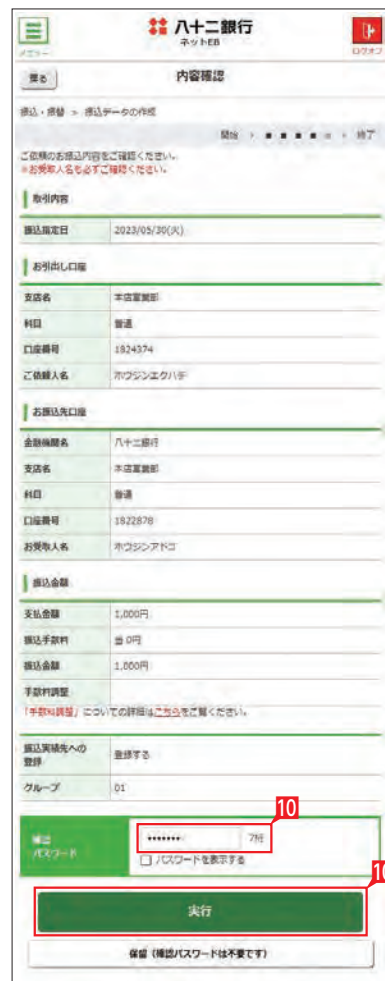 八十二銀行
ネットEB
メニュー
ログオフ
戻る
内容確認
振込・振替 > 振込データの作成
開始 > ■ ■ ■ ■ ■ > 終了
ご依頼のお振込内容をご確認ください。
※お受取人名も必ずご確認ください。
取引内容
振込指定日 2023/05/30(火)
お引出し口座
支店名 本店営業部
科目 普通
口座番号 1824374
ご依頼人名 ホウジンエクハチ
お振込先口座
金融機関名 八十二銀行
支店名 本店営業部
科目 普通
口座番号 1822878
お受取人名 ホウジンアドコ
振込金額
支払金額 1,000円
振込手数料 当 0円
振込金額 1,000円
手数料調整
「手数料調整」についての詳細はこちらをご覧ください。
振込実績先への
登録 登録する
グループ 01
10
確認
パスワード ••••••• 7桁
パスワードを表示する
10
実行
保留（確認パスワードは不要です）